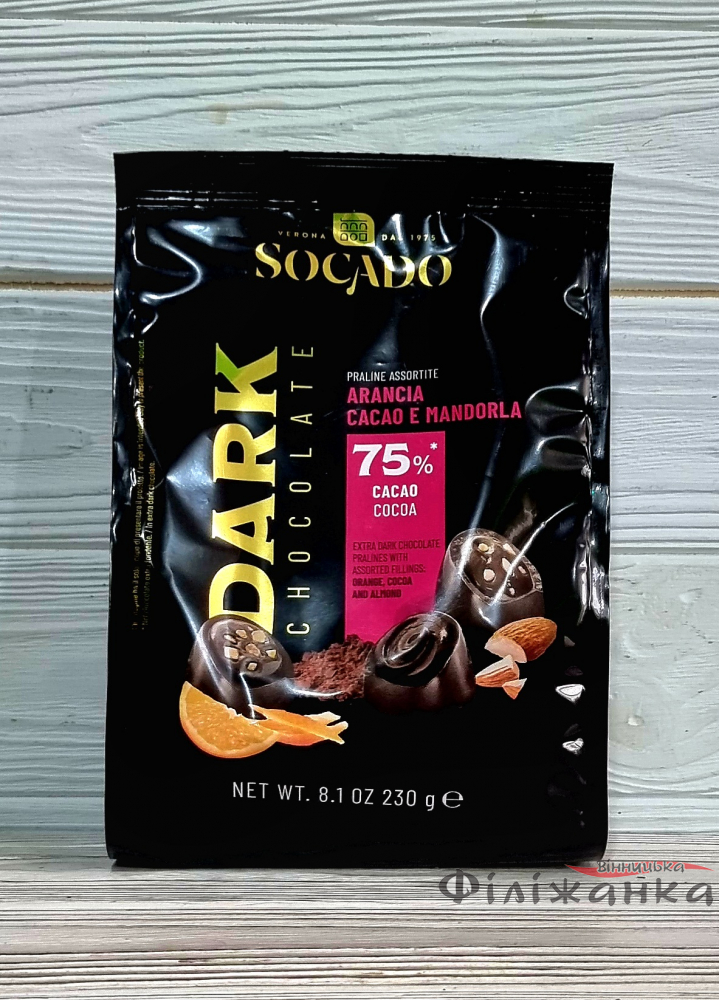 VERONA DAL 1975
SOCADO
DARK
CHOCOLATE
PRALINE ASSORTITE
ARANCIA
CACAO E MANDORLA
75%*
CACAO
COCOA
EXTRA DARK CHOCOLATE
PRALINES WITH
ASSORTED FILLINGS:
ORANGE, COCOA
AND ALMOND
NET WT. 8.1 OZ 230 g ℮
Вінницька
Філіжанка